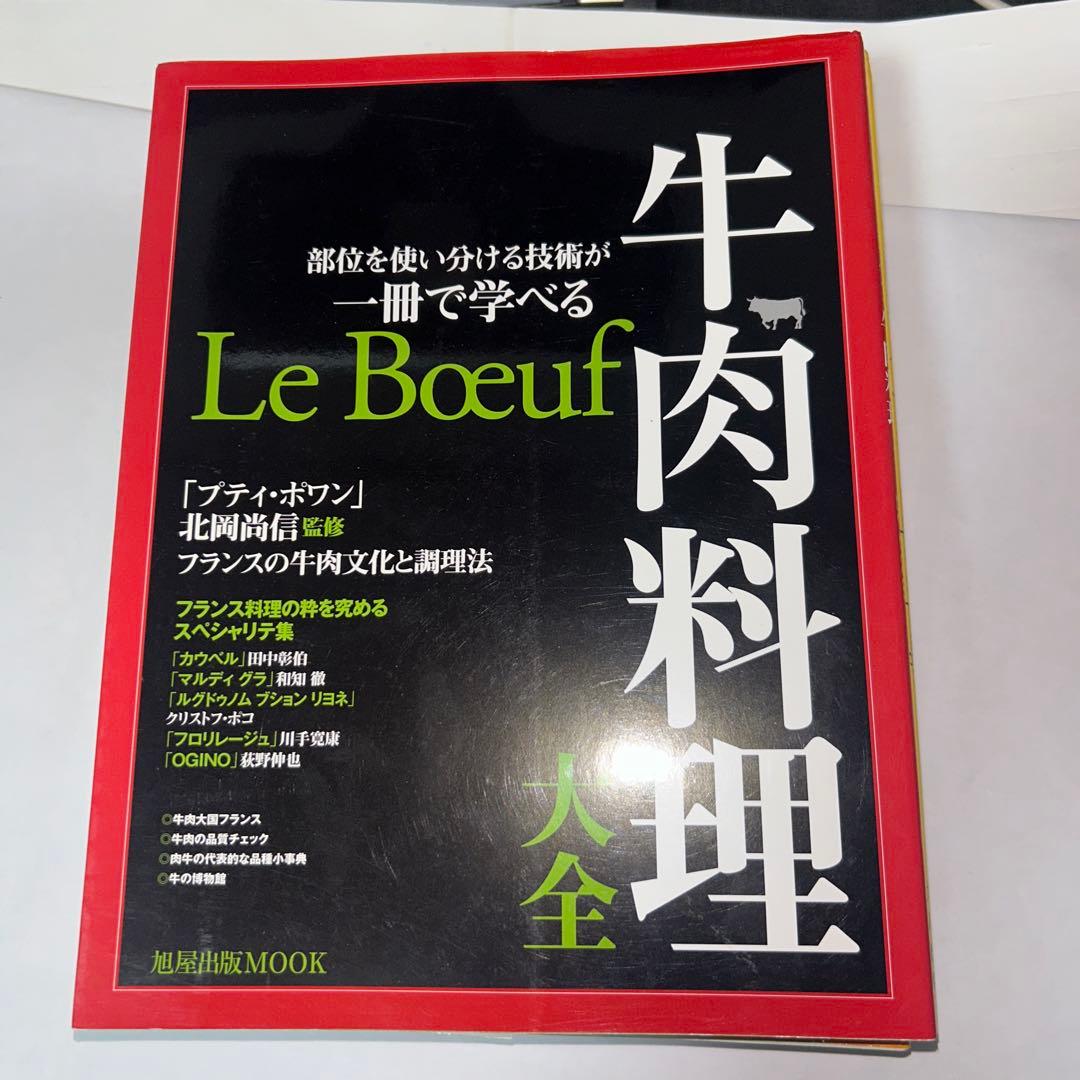 牛肉料理
大全
部位を使い分ける技術が
一冊で学べる
Le Bœuf
「プティ・ポワン」
北岡尚信 監修
フランスの牛肉文化と調理法
フランス料理の粋を究める
スペシャリテ集
「カウベル」田中彰伯
「マルディ グラ」和知 徹
「ルグドゥノム ブション リヨネ」
クリストフ・ポコ
「フロリレージュ」川手寛康
「OGINO」荻野伸也
◎牛肉大国フランス
◎牛肉の品質チェック
◎肉牛の代表的な品種小事典
◎牛の博物館
旭屋出版MOOK